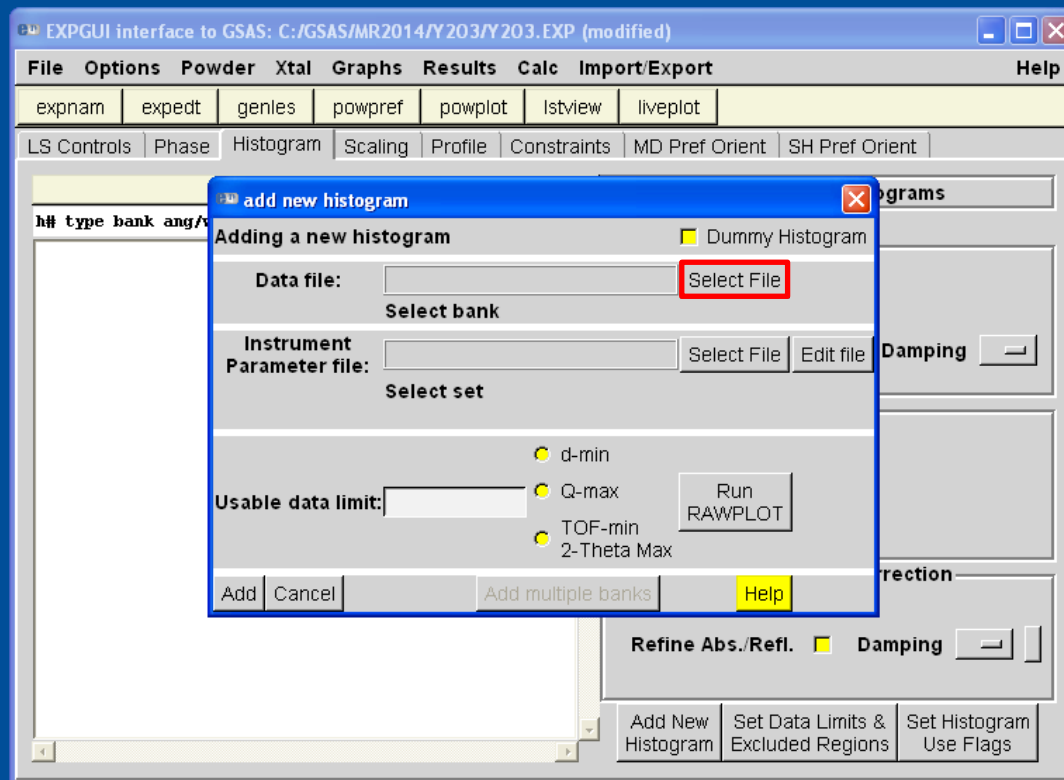 EXPGUI interface to GSAS: C:/GSAS/MR2014/Y2O3/Y2O3.EXP (modified)
File Options Powder Xtal Graphs Results Calc Import/Export Help
expnam expedt genles powpref powplot lstview liveplot
LS Controls Phase Histogram Scaling Profile Constraints MD Pref Orient SH Pref Orient
add new histogram
ograms
h# type bank ang/
Adding a new histogram Dummy Histogram
Data file: Select File
Select bank
Instrument
Parameter file: Select File Edit file Damping
Select set
d-min
Usable data limit: Q-max Run
RAWPLOT
TOF-min
2-Theta Max
rrection
Add Cancel Add multiple banks Help
Refine Abs./Refl. Damping
Add New
Histogram
Set Data Limits &
Excluded Regions
Set Histogram
Use Flags